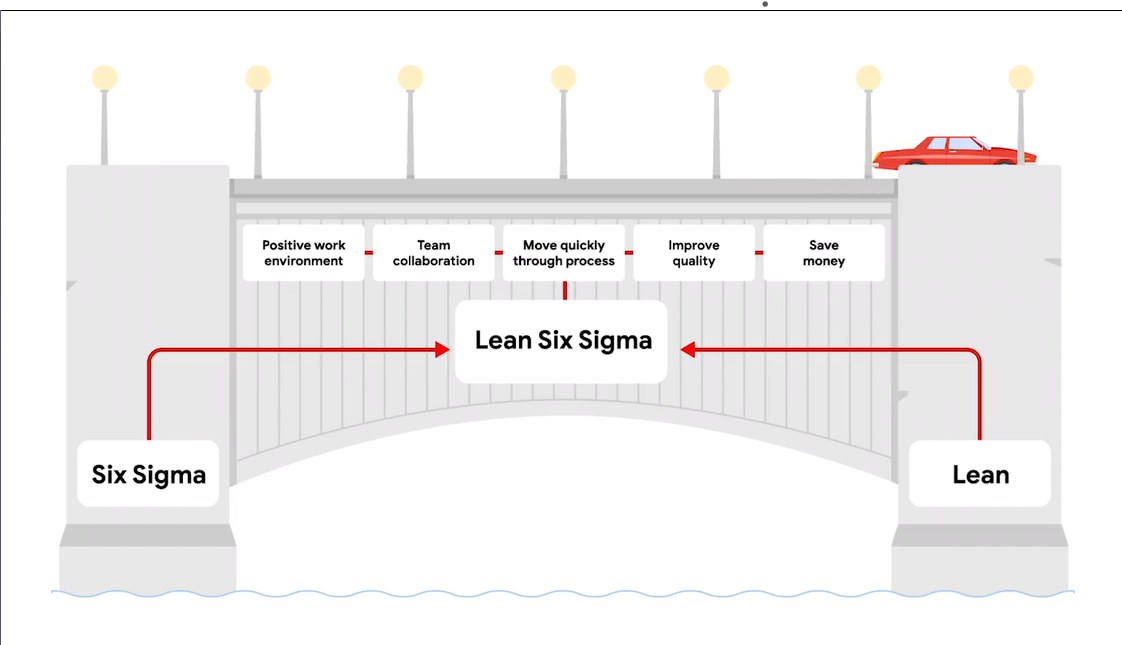 Positive work
environment
Team
collaboration
Move quickly
through process
Improve
quality
Save
money
Lean Six Sigma
Six Sigma
Lean